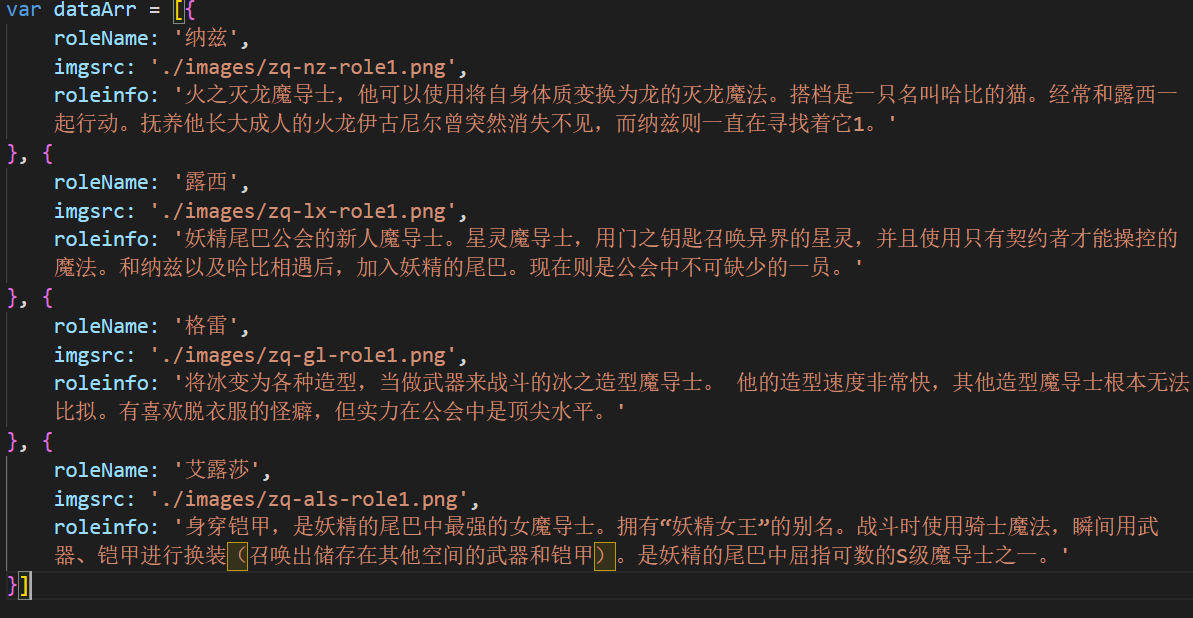 var dataArr = [{
roleName: '纳兹',
imgsrc: './images/zq-nz-role1.png',
roleinfo: '火之灭龙魔导士，他可以使用将自身体质变换为龙的灭龙魔法。搭档是一只名叫哈比的猫。经常和露西一
起行动。抚养他长大成人的火龙伊古尼尔曾突然消失不见，而纳兹则一直在寻找着它1。'
}, {
roleName: '露西',
imgsrc: './images/zq-lx-role1.png',
roleinfo: '妖精尾巴公会的新人魔导士。星灵魔导士，用门之钥匙召唤异界的星灵，并且使用只有契约者才能操控的
魔法。和纳兹以及哈比相遇后，加入妖精的尾巴。现在则是公会中不可缺少的一员。'
}, {
roleName: '格雷',
imgsrc: './images/zq-gl-role1.png',
roleinfo: '将冰变为各种造型，当做武器来战斗的冰之造型魔导士。 他的造型速度非常快，其他造型魔导士根本无法
比拟。有喜欢脱衣服的怪癖，但实力在公会中是顶尖水平。'
}, {
roleName: '艾露莎',
imgsrc: './images/zq-als-role1.png',
roleinfo: '身穿铠甲，是妖精的尾巴中最强的女魔导士。拥有“妖精女王”的别名。战斗时使用骑士魔法，瞬间用武
器、铠甲进行换装（召唤出储存在其他空间的武器和铠甲）。是妖精的尾巴中屈指可数的S级魔导士之一。'
}]